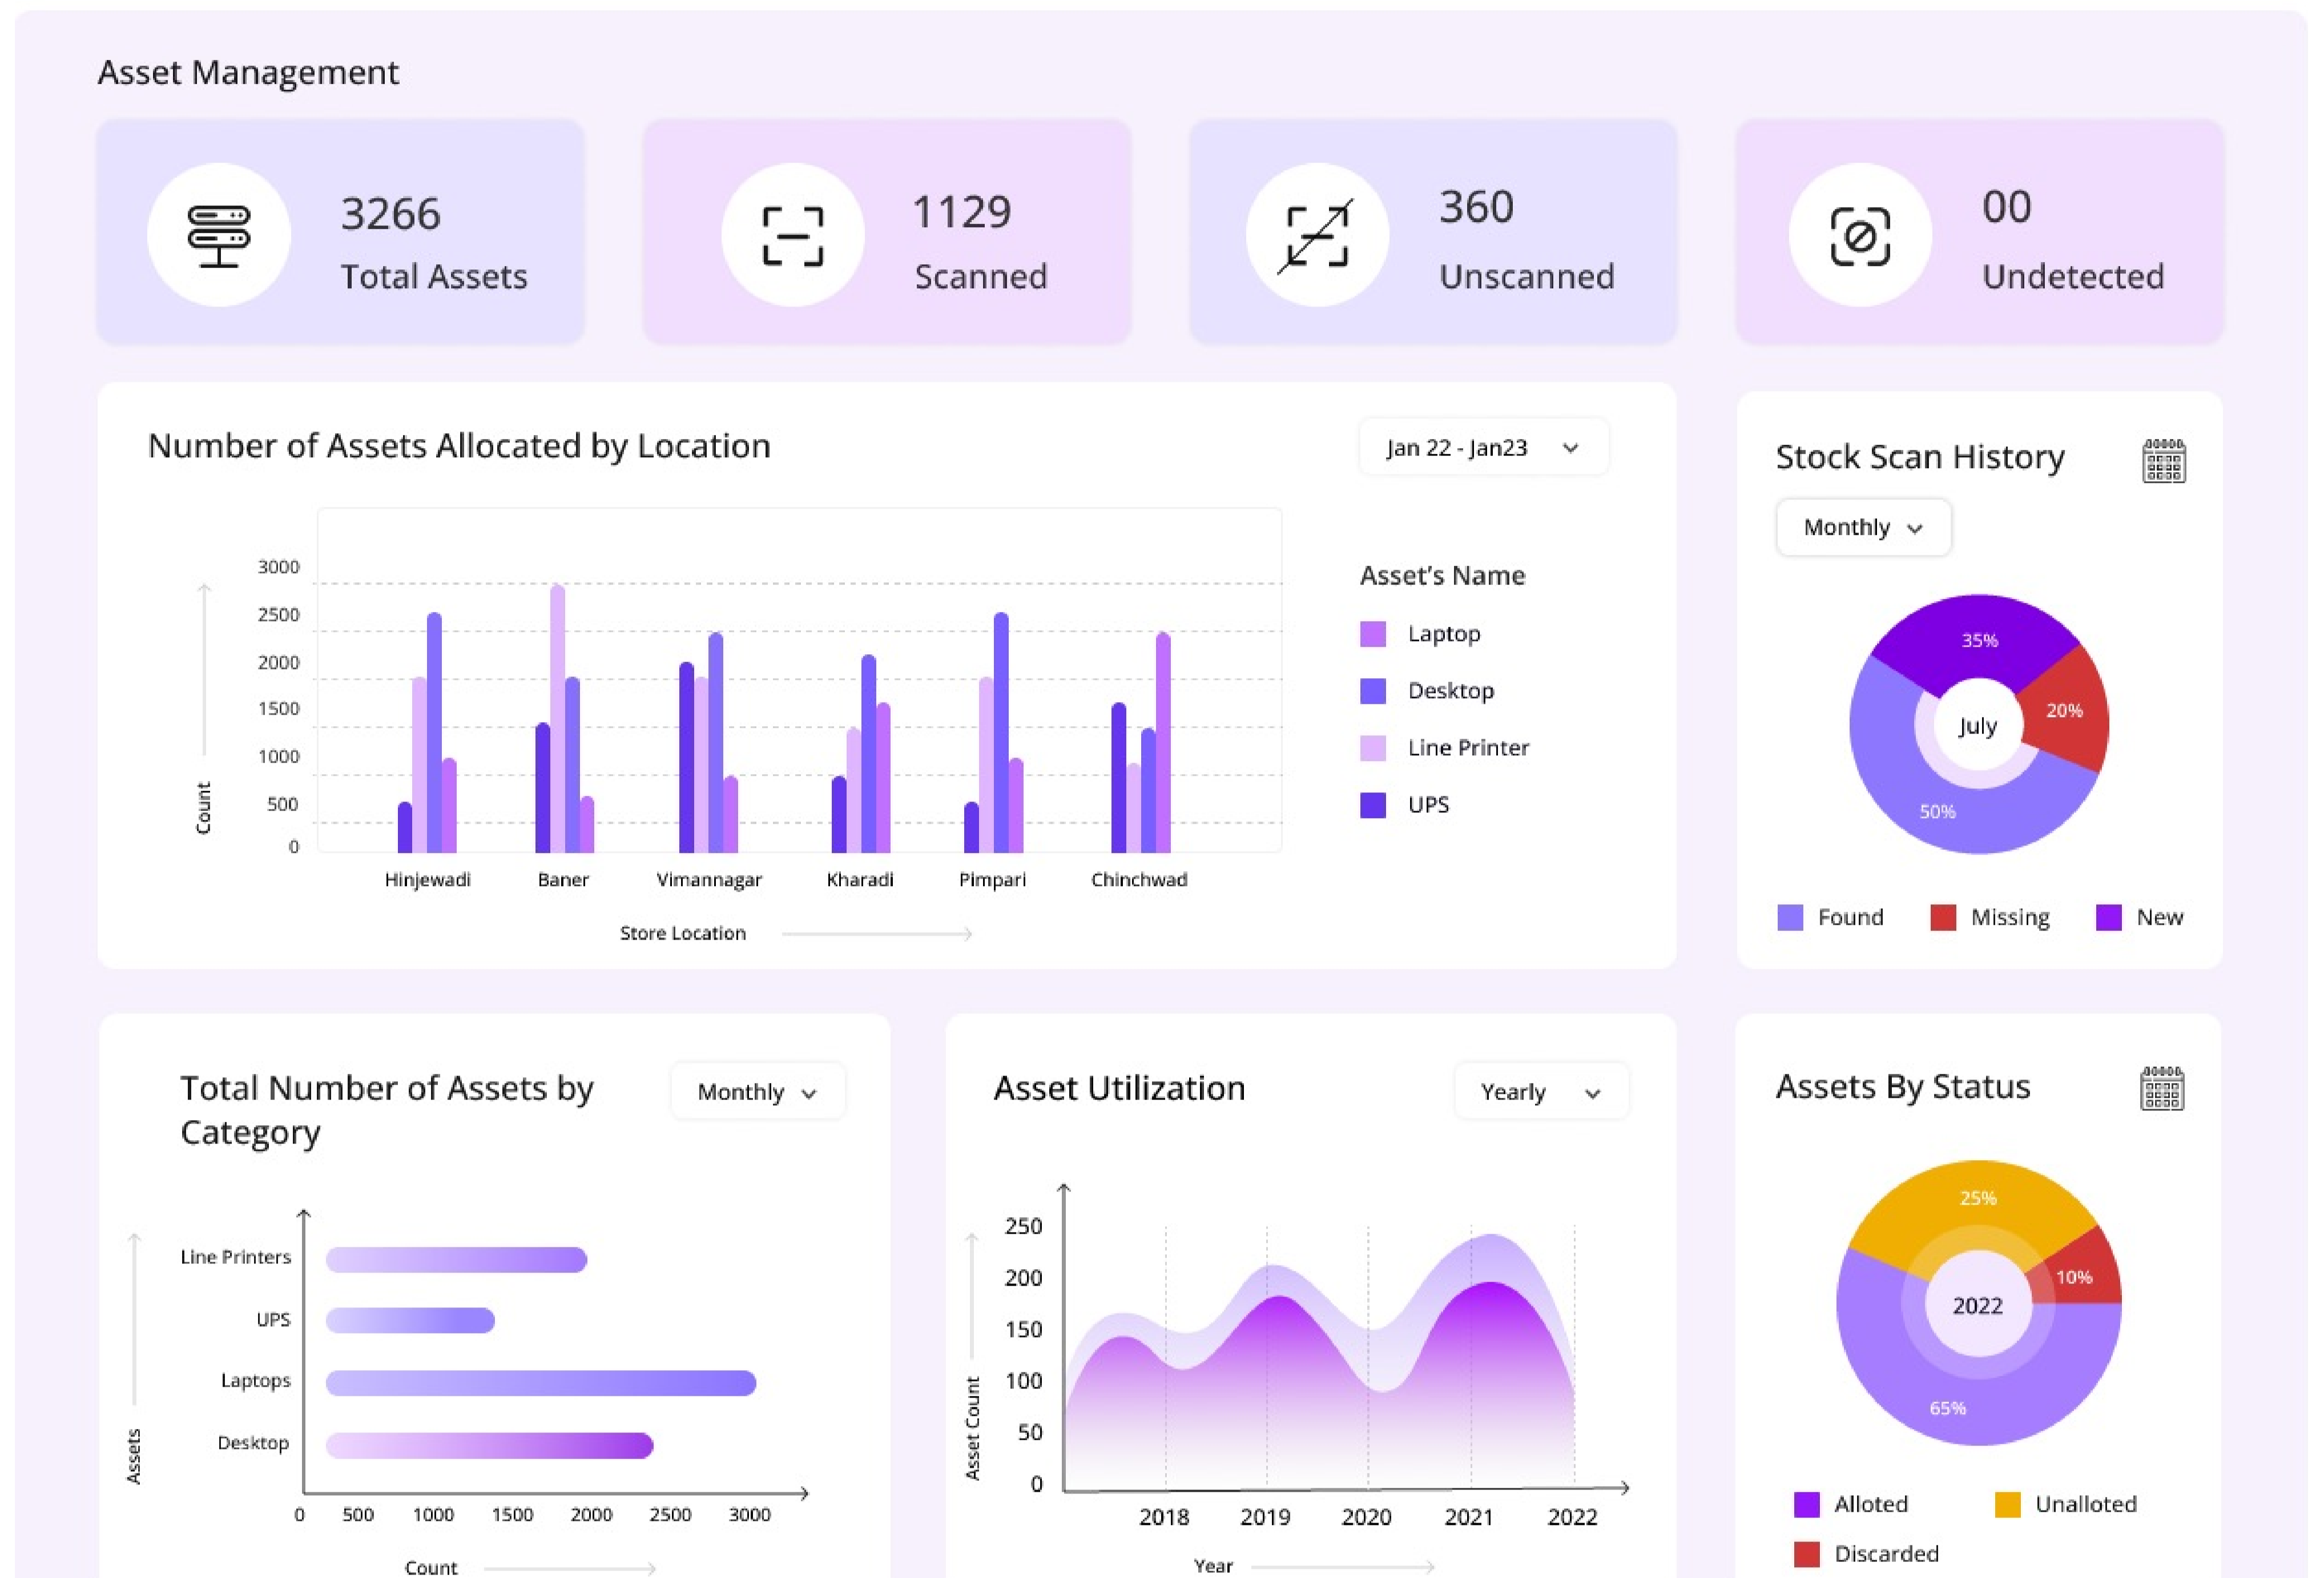 Asset Management
3266
Total Assets
1129
Scanned
360
Unscanned
00
Undetected
Number of Assets Allocated by Location
Jan 22 - Jan23
3000
2500
2000
1500
1000
500
0
Count
Hinjewadi
Baner
Vimannagar
Kharadi
Pimpari
Chinchwad
Store Location
Asset's Name
Laptop
Desktop
Line Printer
UPS
Stock Scan History
Monthly
35%
20%
July
50%
Found
Missing
New
Total Number of Assets by
Category
Monthly
Line Printers
UPS
Laptops
Desktop
Assets
0
500
1000
1500
2000
2500
3000
Count
Asset Utilization
Yearly
250
200
150
100
50
0
Asset Count
2018
2019
2020
2021
2022
Year
Assets By Status
25%
10%
2022
65%
Alloted
Unalloted
Discarded